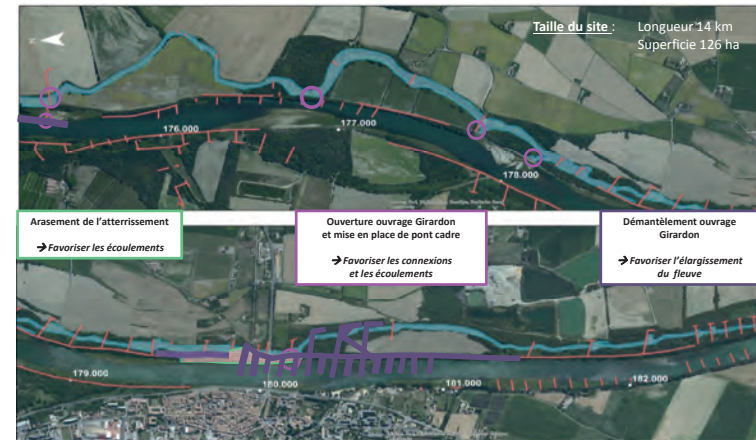 Taille du site : Longueur 14 km
Superficie 126 ha
176.000
177.000
178.000
Arasement de l'atterrissement
→ Favoriser les écoulements
Ouverture ouvrage Girardon
et mise en place de pont cadre
→ Favoriser les connexions
et les écoulements
Démantèlement ouvrage
Girardon
→ Favoriser l'élargissement
du fleuve
179.000
180.000
181.000
182.000